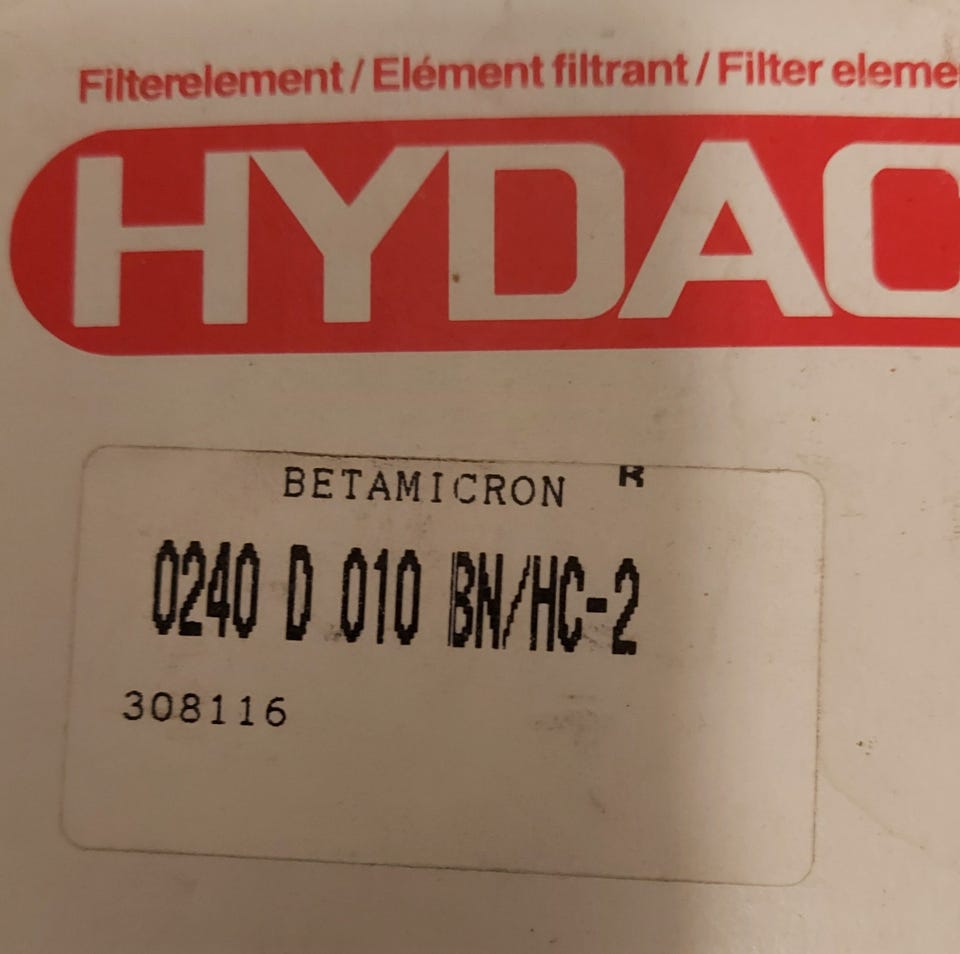 Filterelement / Elément filtrant / Filter eleme
HYDAC
BETAMICRON R
0240 D 010 BN/HC-2
308116